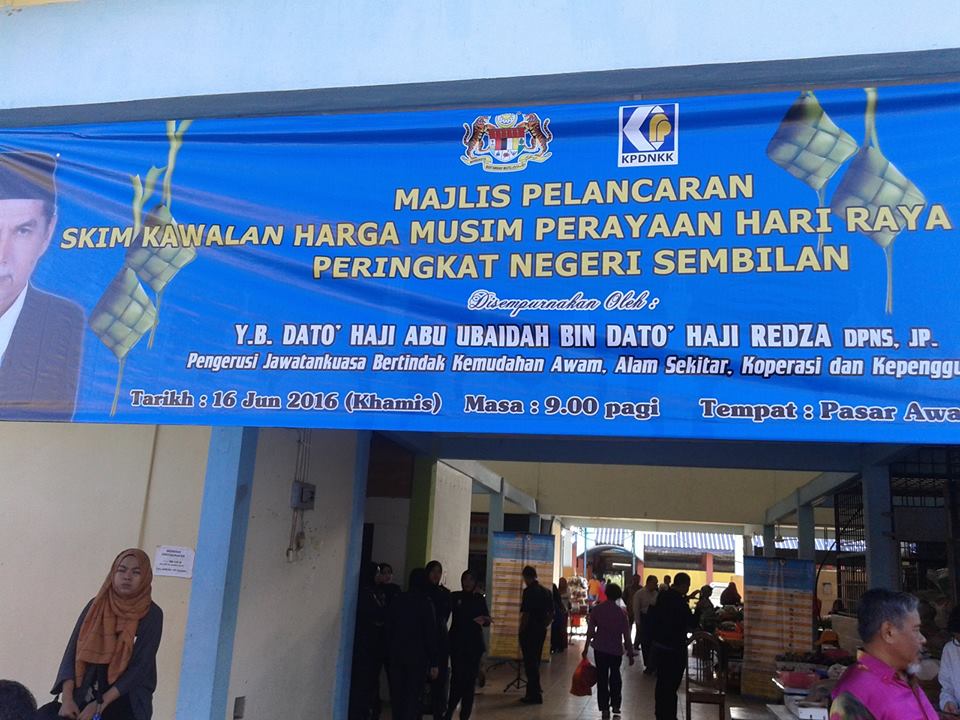 KPDNKK
MAJLIS PELANCARAN
SKIM KAWALAN HARGA MUSIM PERAYAAN HARI RAYA
PERINGKAT NEGERI SEMBILAN
Disempurnakan Oleh :
Y.B. DATO' HAJI ABU UBAIDAH BIN DATO' HAJI REDZA DPNS, JP.
Pengerusi Jawatankuasa Bertindak Kemudahan Awam, Alam Sekitar, Koperasi dan Kepenggu
Tarikh : 16 Jun 2016 (Khamis) Masa : 9.00 pagi Tempat : Pasar Awa